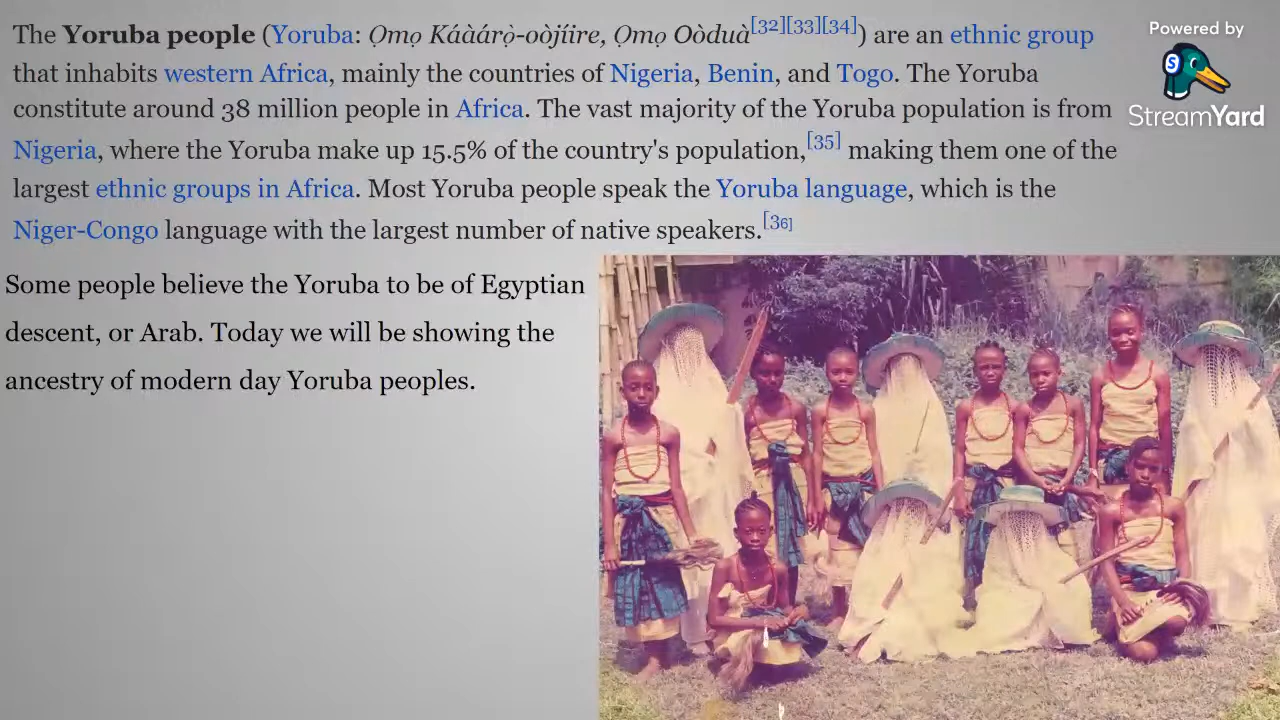 The Yoruba people (Yoruba: Ọmọ Káàárọ̀-oòjíire, Ọmọ Oòduà[32][33][34]) are an ethnic group
that inhabits western Africa, mainly the countries of Nigeria, Benin, and Togo. The Yoruba
constitute around 38 million people in Africa. The vast majority of the Yoruba population is from
Nigeria, where the Yoruba make up 15.5% of the country's population,[35] making them one of the
largest ethnic groups in Africa. Most Yoruba people speak the Yoruba language, which is the
Niger-Congo language with the largest number of native speakers.[36]
Powered by
StreamYard
Some people believe the Yoruba to be of Egyptian
descent, or Arab. Today we will be showing the
ancestry of modern day Yoruba peoples.